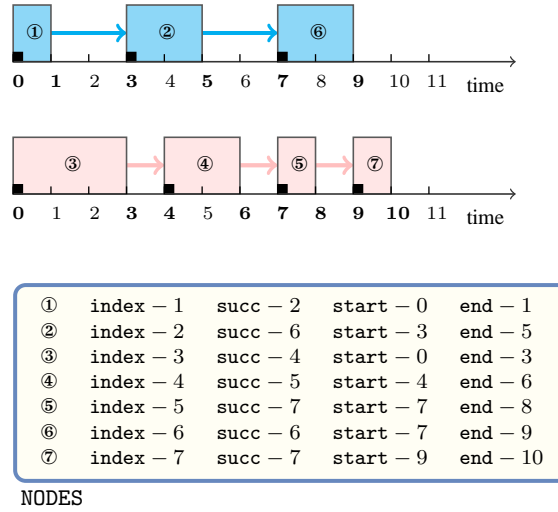 ① ② ⑥
0 1 2 3 4 5 6 7 8 9 10 11 time
③ ④ ⑤ ⑦
0 1 2 3 4 5 6 7 8 9 10 11 time
① index – 1 succ – 2 start – 0 end – 1
② index – 2 succ – 6 start – 3 end – 5
③ index – 3 succ – 4 start – 0 end – 3
④ index – 4 succ – 5 start – 4 end – 6
⑤ index – 5 succ – 7 start – 7 end – 8
⑥ index – 6 succ – 6 start – 7 end – 9
⑦ index – 7 succ – 7 start – 9 end – 10
NODES